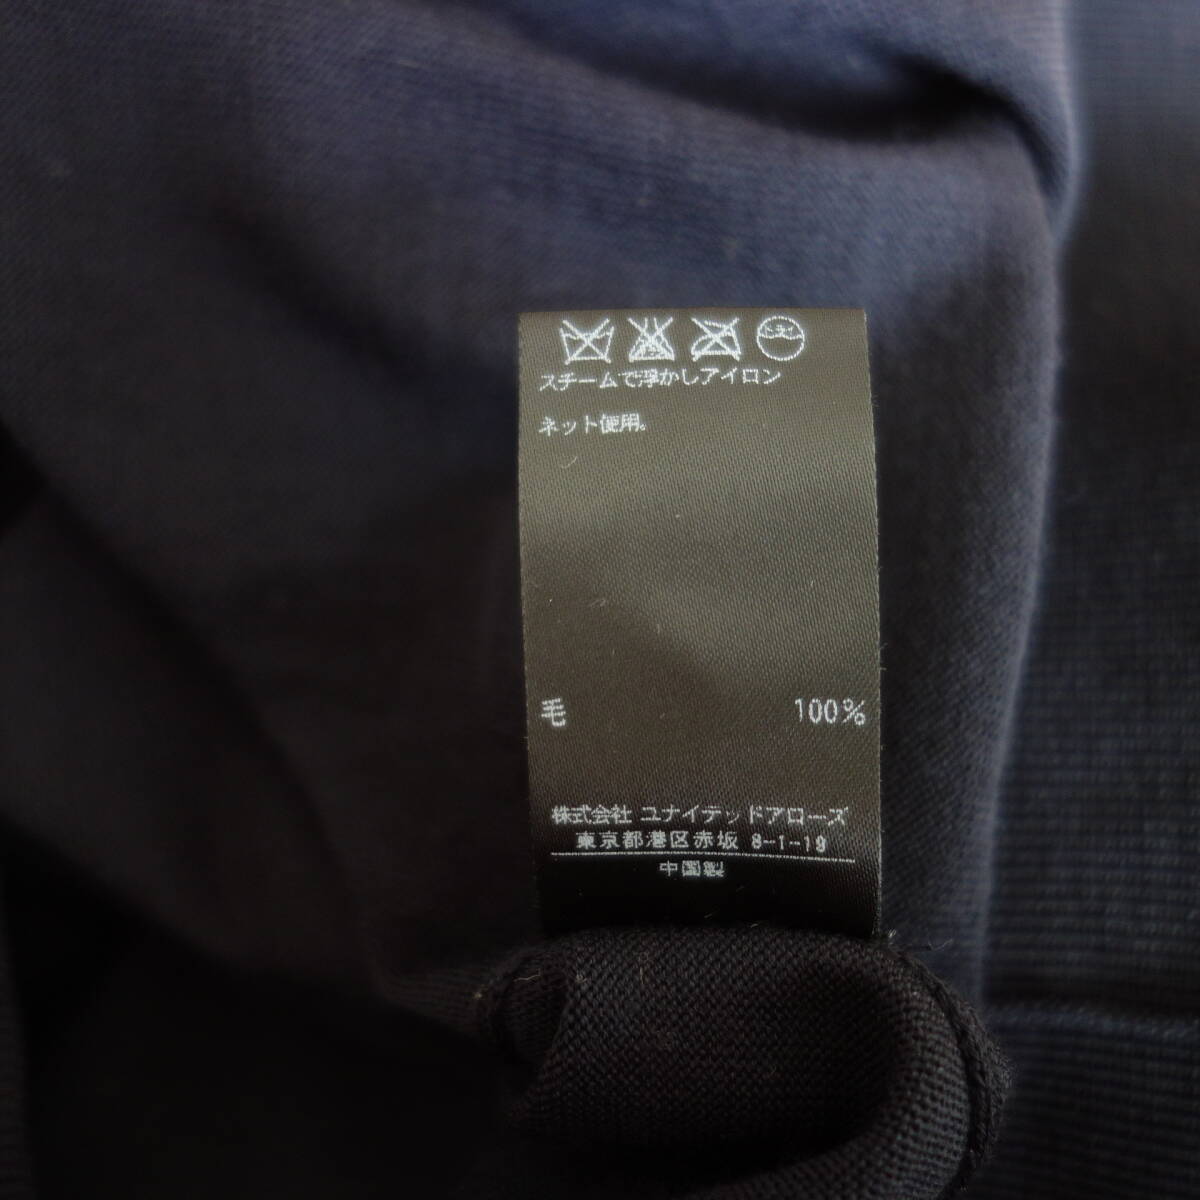 スチームで浮かしアイロン
ネット使用。
毛 100%
株式会社 ユナイテッドアローズ
東京都港区赤坂 8-1-19
中国製